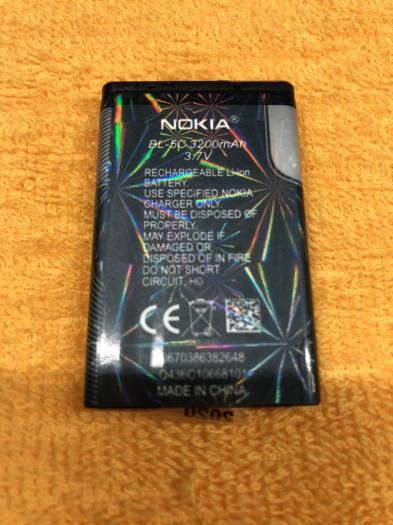 NOKIA®
BL-5C 3200mAh
3.7V
RECHARGEABLE Li-Ion
BATTERY
USE SPECIFIED NOKIA
CHARGER ONLY.
MUST BE DISPOSED OF
PROPERLY.
MAY EXPLODE IF
DAMAGED OR
DISPOSED OF IN FIRE
DO NOT SHORT
CIRCUIT, H0
CE
0670386382648
Q436C10668101
MADE IN CHINA